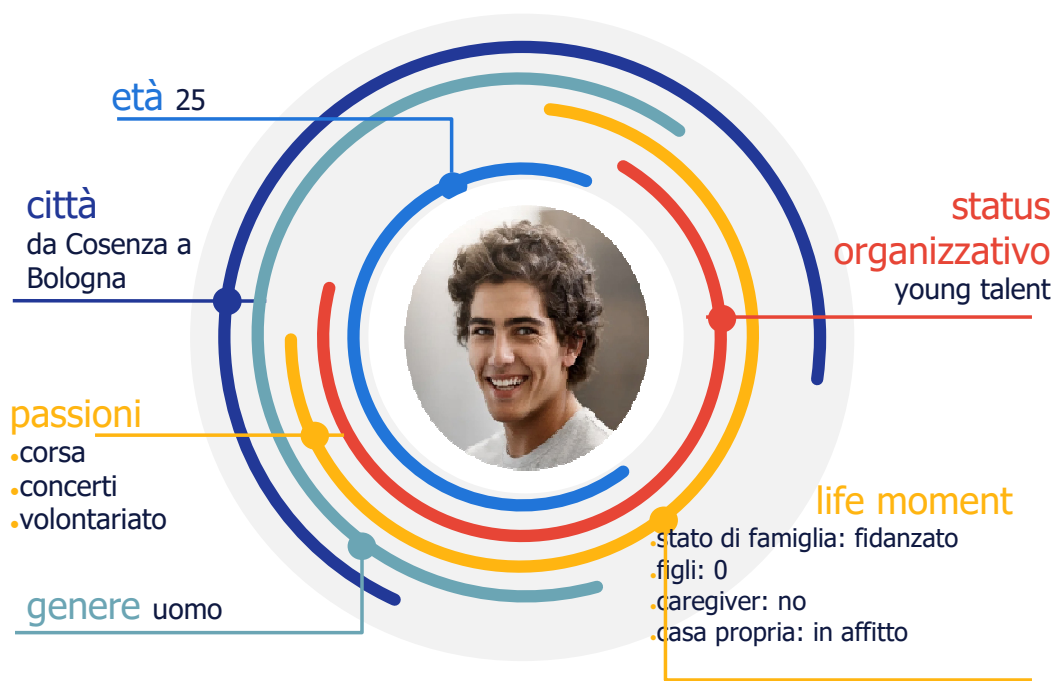 età 25
città
da Cosenza a
Bologna
status
organizzativo
young talent
passioni
.corsa
.concerti
.volontariato
life moment
.stato di famiglia: fidanzato
.figli: 0
.caregiver: no
.casa propria: in affitto
genere uomo